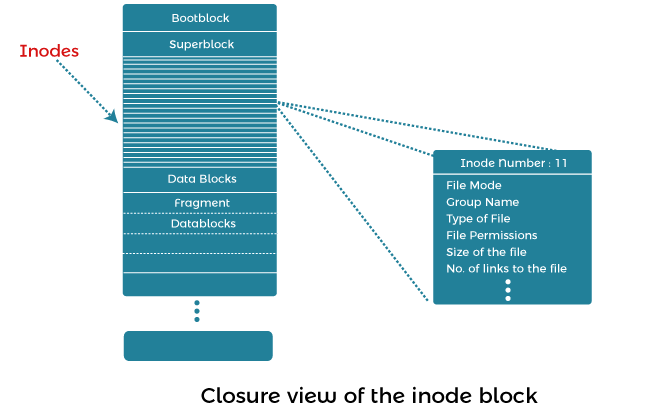 Bootblock
Superblock
Inodes
Data Blocks
Fragment
Datablocks
Inode Number : 11
File Mode
Group Name
Type of File
File Permissions
Size of the file
No. of links to the file
Closure view of the inode block